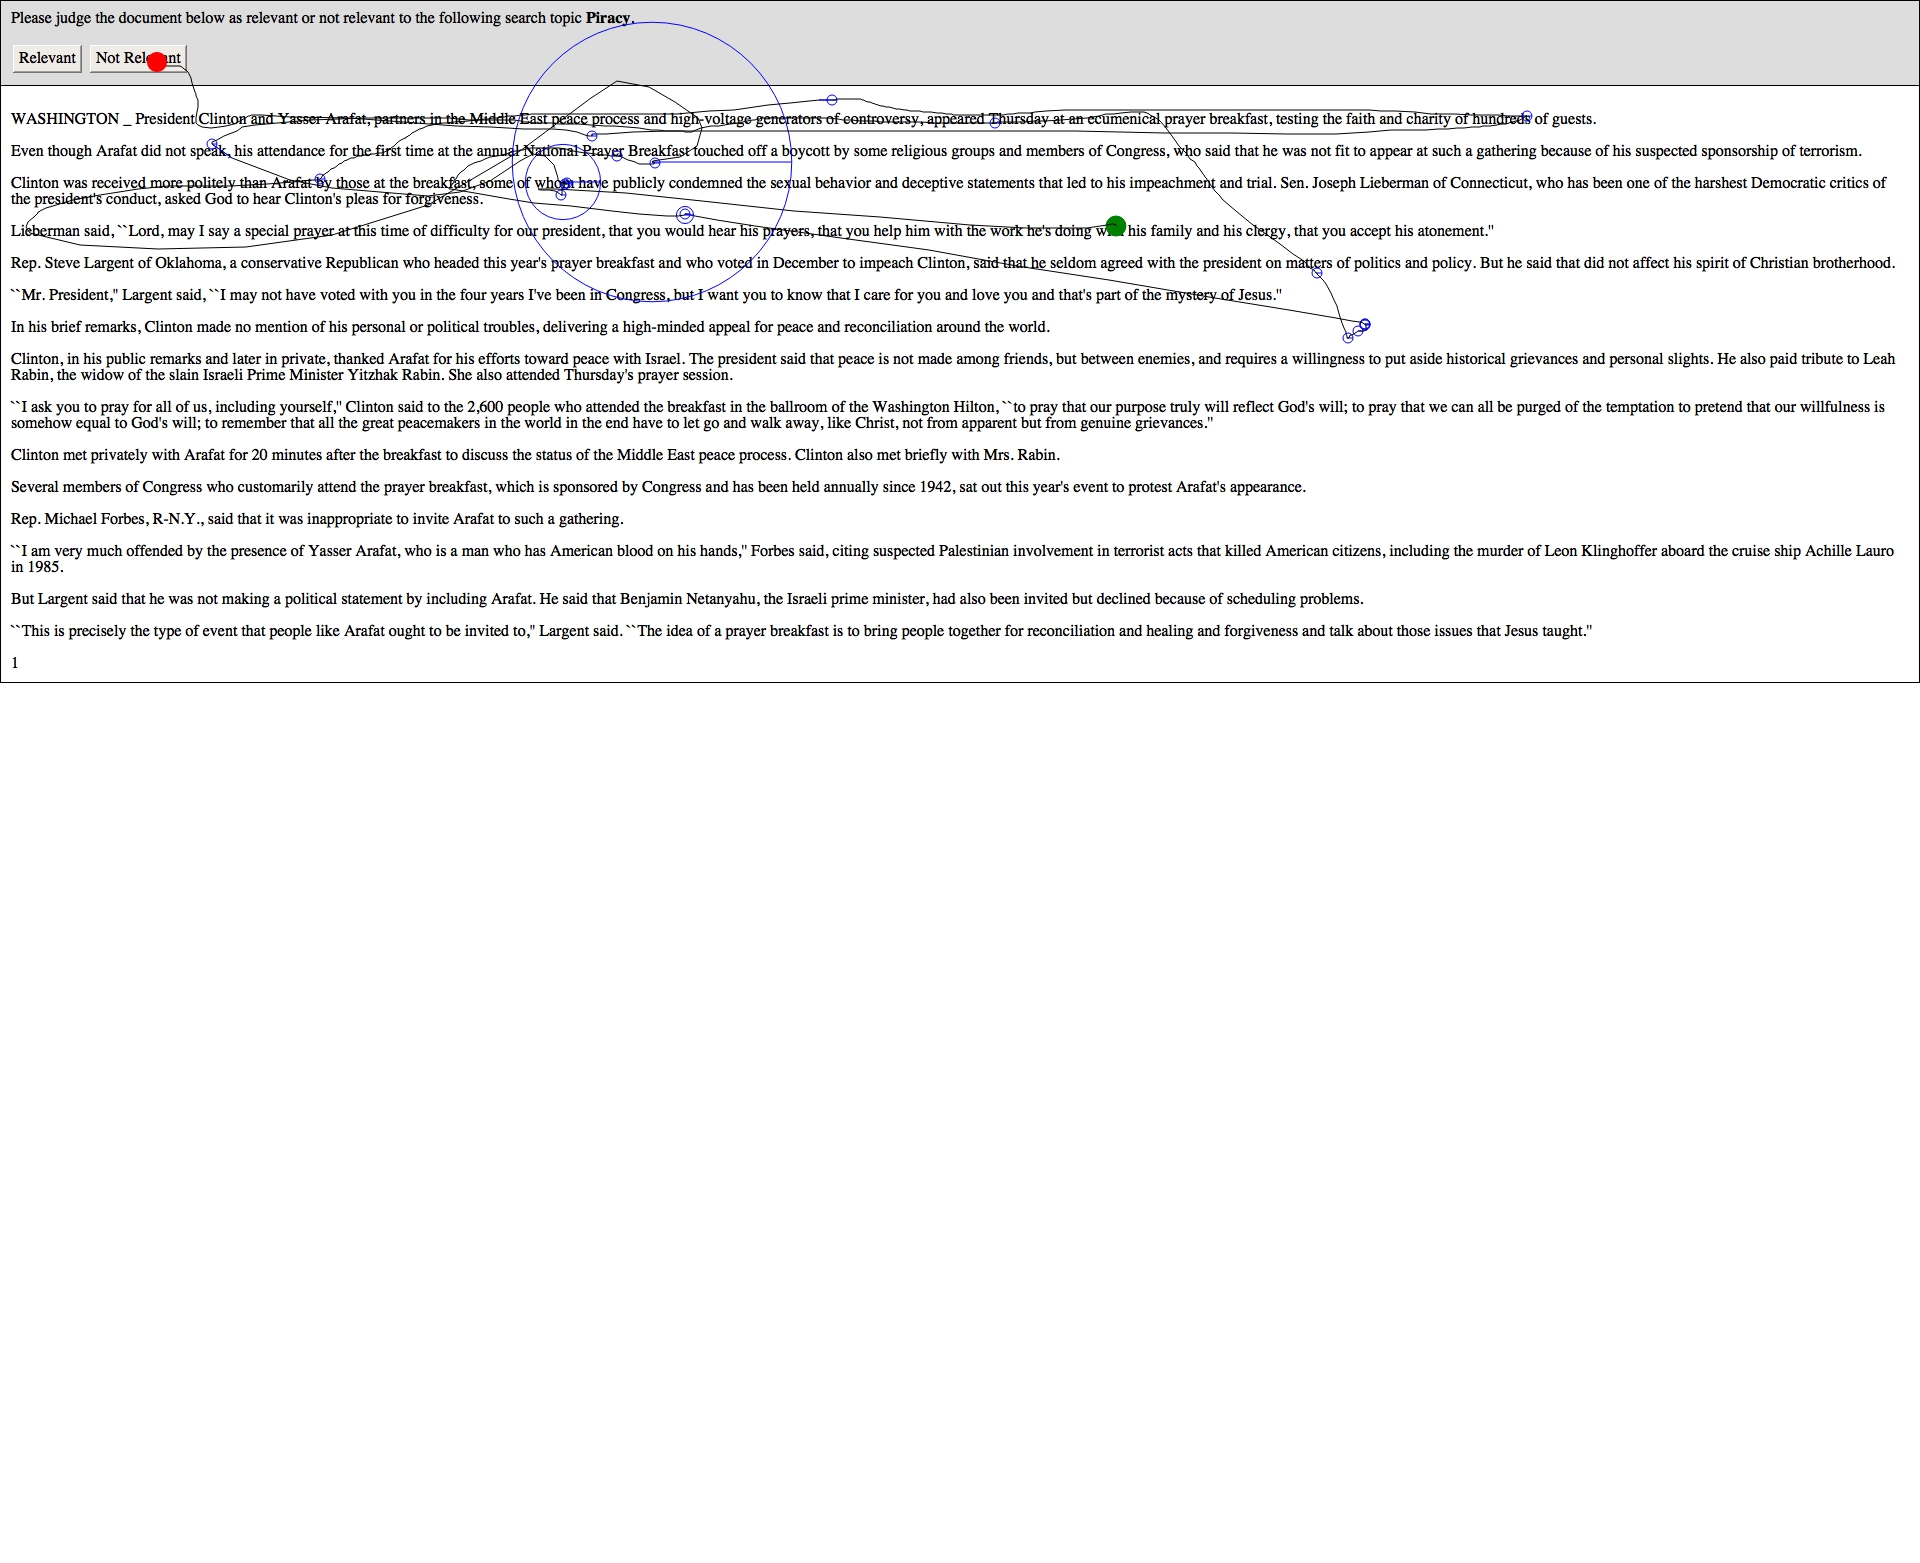 Please judge the document below as relevant or not relevant to the following search topic Piracy.
Relevant Not Relevant
WASHINGTON _ President Clinton and Yasser Arafat, partners in the Middle East peace process and high-voltage generators of controversy, appeared Thursday at an ecumenical prayer breakfast, testing the faith and charity of hundreds of guests.
Even though Arafat did not speak, his attendance for the first time at the annual National Prayer Breakfast touched off a boycott by some religious groups and members of Congress, who said that he was not fit to appear at such a gathering because of his suspected sponsorship of terrorism.
Clinton was received more politely than Arafat by those at the breakfast, some of whom have publicly condemned the sexual behavior and deceptive statements that led to his impeachment and trial. Sen. Joseph Lieberman of Connecticut, who has been one of the harshest Democratic critics of
the president's conduct, asked God to hear Clinton's pleas for forgiveness.
Lieberman said, ``Lord, may I say a special prayer at this time of difficulty for our president, that you would hear his prayers, that you help him with the work he's doing with his family and his clergy, that you accept his atonement.''
Rep. Steve Largent of Oklahoma, a conservative Republican who headed this year's prayer breakfast and who voted in December to impeach Clinton, said that he seldom agreed with the president on matters of politics and policy. But he said that did not affect his spirit of Christian brotherhood.
``Mr. President,'' Largent said, ``I may not have voted with you in the four years I've been in Congress, but I want you to know that I care for you and love you and that's part of the mystery of Jesus.''
In his brief remarks, Clinton made no mention of his personal or political troubles, delivering a high-minded appeal for peace and reconciliation around the world.
Clinton, in his public remarks and later in private, thanked Arafat for his efforts toward peace with Israel. The president said that peace is not made among friends, but between enemies, and requires a willingness to put aside historical grievances and personal slights. He also paid tribute to Leah
Rabin, the widow of the slain Israeli Prime Minister Yitzhak Rabin. She also attended Thursday's prayer session.
``I ask you to pray for all of us, including yourself,'' Clinton said to the 2,600 people who attended the breakfast in the ballroom of the Washington Hilton, ``to pray that our purpose truly will reflect God's will; to pray that we can all be purged of the temptation to pretend that our willfulness is
somehow equal to God's will; to remember that all the great peacemakers in the world in the end have to let go and walk away, like Christ, not from apparent but from genuine grievances.''
Clinton met privately with Arafat for 20 minutes after the breakfast to discuss the status of the Middle East peace process. Clinton also met briefly with Mrs. Rabin.
Several members of Congress who customarily attend the prayer breakfast, which is sponsored by Congress and has been held annually since 1942, sat out this year's event to protest Arafat's appearance.
Rep. Michael Forbes, R-N.Y., said that it was inappropriate to invite Arafat to such a gathering.
``I am very much offended by the presence of Yasser Arafat, who is a man who has American blood on his hands,'' Forbes said, citing suspected Palestinian involvement in terrorist acts that killed American citizens, including the murder of Leon Klinghoffer aboard the cruise ship Achille Lauro
in 1985.
But Largent said that he was not making a political statement by including Arafat. He said that Benjamin Netanyahu, the Israeli prime minister, had also been invited but declined because of scheduling problems.
``This is precisely the type of event that people like Arafat ought to be invited to,'' Largent said. ``The idea of a prayer breakfast is to bring people together for reconciliation and healing and forgiveness and talk about those issues that Jesus taught.''
1